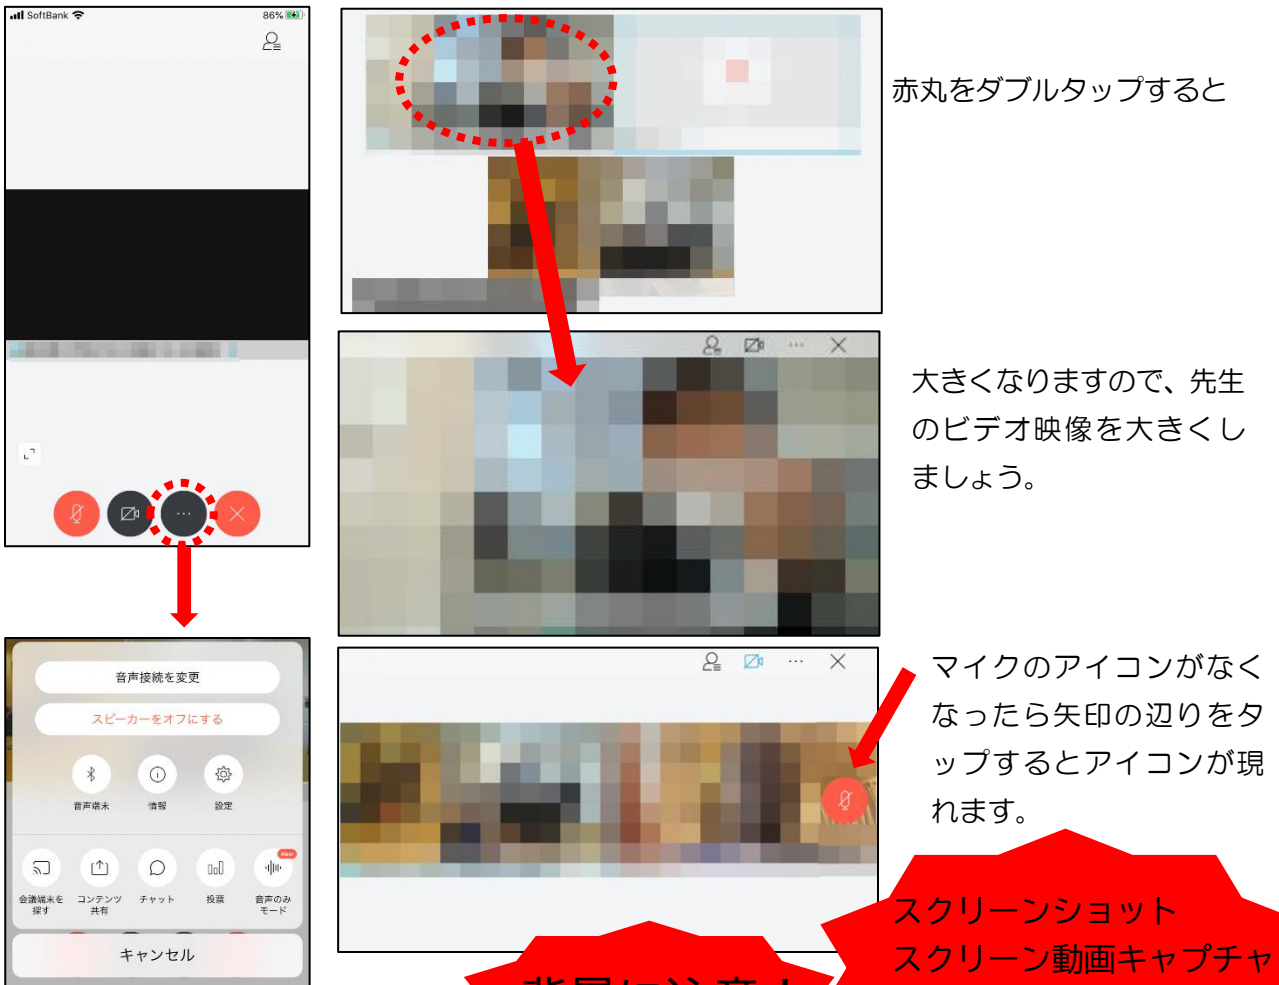 SoftBank
86%
赤丸をダブルタップすると
大きくなりますので、先生
のビデオ映像を大きくし
ましょう。
音声接続を変更
スピーカーをオフにする
音声端末
情報
設定
New
会議端末を
探す
コンテンツ
共有
チャット
投票
音声のみ
モード
キャンセル
マイクのアイコンがなく
なったら矢印の辺りをタ
ップするとアイコンが現
れます。
スクリーンショット
スクリーン動画キャプチャ